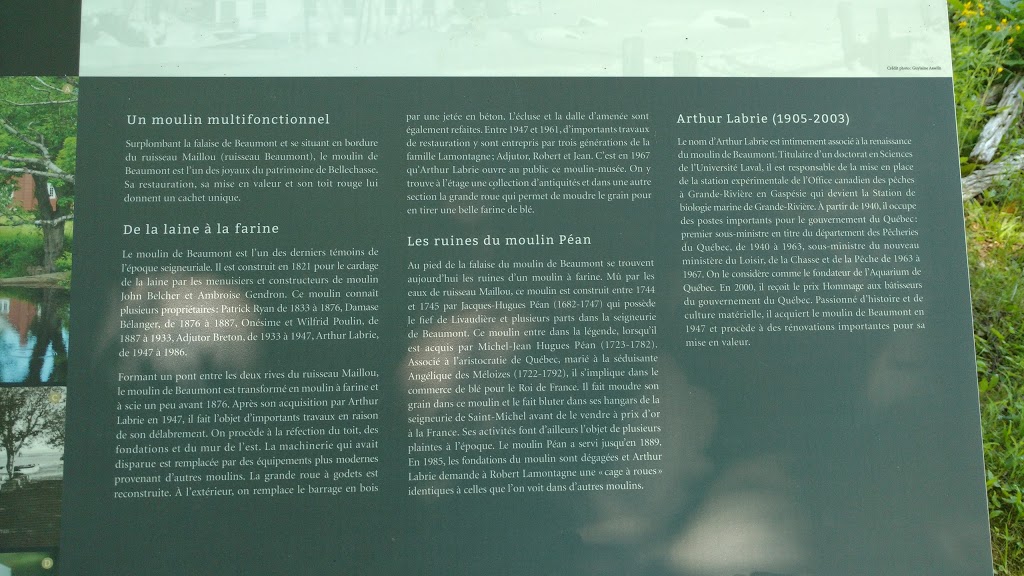 Crédit photo: Guylaine Amélie
Un moulin multifonctionnel
Surplombant la falaise de Beaumont et se situant en bordure
du ruisseau Maillou (ruisseau Beaumont), le moulin de
Beaumont est l'un des joyaux du patrimoine de Bellechasse.
Sa restauration, sa mise en valeur et son toit rouge lui
donnent un cachet unique.
De la laine à la farine
Le moulin de Beaumont est l'un des derniers témoins de
l'époque seigneuriale. Il est construit en 1821 pour le cardage
de la laine par les menuisiers et constructeurs de moulin
John Belcher et Ambroise Gendron. Ce moulin connaît
plusieurs propriétaires: Patrick Ryan de 1833 à 1876, Damase
Bélanger, de 1876 à 1887, Onésime et Wilfrid Poulin, de
1887 à 1933, Adjutor Breton, de 1933 à 1947, Arthur Labrie,
de 1947 à 1986.
Formant un pont entre les deux rives du ruisseau Maillou,
le moulin de Beaumont est transformé en moulin à farine et
à scie un peu avant 1876. Après son acquisition par Arthur
Labrie en 1947, il fait l'objet d'importants travaux en raison
de son délabrement. On procède à la réfection du toit, des
fondations et du mur de l'est. La machinerie qui avait
disparue est remplacée par des équipements plus modernes
provenant d'autres moulins. La grande roue à godets est
reconstruite. À l'extérieur, on remplace le barrage en bois
par une jetée en béton. L'écluse et la dalle d'amenée sont
également refaites. Entre 1947 et 1961, d'importants travaux
de restauration y sont entrepris par trois générations de la
famille Lamontagne; Adjutor, Robert et Jean. C'est en 1967
qu'Arthur Labrie ouvre au public ce moulin-musée. On y
trouve à l'étage une collection d'antiquités et dans une autre
section la grande roue qui permet de moudre le grain pour
en tirer une belle farine de blé.
Les ruines du moulin Péan
Au pied de la falaise du moulin de Beaumont se trouvent
aujourd'hui les ruines d'un moulin à farine. Mû par les
eaux de ruisseau Maillou, ce moulin est construit entre 1744
et 1745 par Jacques-Hugues Péan (1682-1747) qui possède
le fief de Livaudière et plusieurs parts dans la seigneurie
de Beaumont. Ce moulin entre dans la légende, lorsqu'il
est acquis par Michel-Jean Hugues Péan (1723-1782).
Associé à l'aristocratie de Québec, marié à la séduisante
Angélique des Méloizes (1722-1792), il s'implique dans le
commerce de blé pour le Roi de France. Il fait moudre son
grain dans ce moulin et le fait bluter dans ses hangars de la
seigneurie de Saint-Michel avant de le vendre à prix d'or
à la France. Ses activités font d'ailleurs l'objet de plusieurs
plaintes à l'époque. Le moulin Péan a servi jusqu'en 1889.
En 1985, les fondations du moulin sont dégagées et Arthur
Labrie demande à Robert Lamontagne une « cage à roues »
identiques à celles que l'on voit dans d'autres moulins.
Arthur Labrie (1905-2003)
Le nom d'Arthur Labrie est intimement associé à la renaissance
du moulin de Beaumont. Titulaire d'un doctorat en Sciences
de l'Université Laval, il est responsable de la mise en place
de la station expérimentale de l'Office canadien des pêches
à Grande-Rivière en Gaspésie qui devient la Station de
biologie marine de Grande-Rivière. À partir de 1940, il occupe
des postes importants pour le gouvernement du Québec:
premier sous-ministre en titre du département des Pêcheries
du Québec, de 1940 à 1963, sous-ministre du nouveau
ministère du Loisir, de la Chasse et de la Pêche de 1963 à
1967. On le considère comme le fondateur de l'Aquarium de
Québec. En 2000, il reçoit le prix Hommage aux bâtisseurs
du gouvernement du Québec. Passionné d'histoire et de
culture matérielle, il acquiert le moulin de Beaumont en
1947 et procède à des rénovations importantes pour sa
mise en valeur.